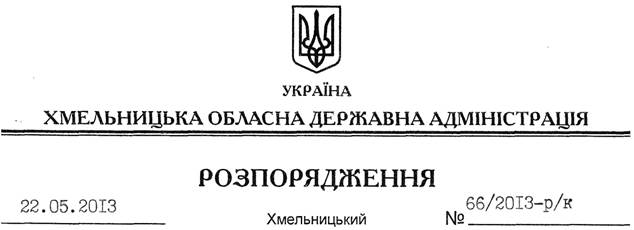 УКРАЇНА
ХМЕЛЬНИЦЬКА ОБЛАСНА ДЕРЖАВНА АДМІНІСТРАЦІЯ
РОЗПОРЯДЖЕННЯ
22.05.2013 Хмельницький № 66/2013-р/к